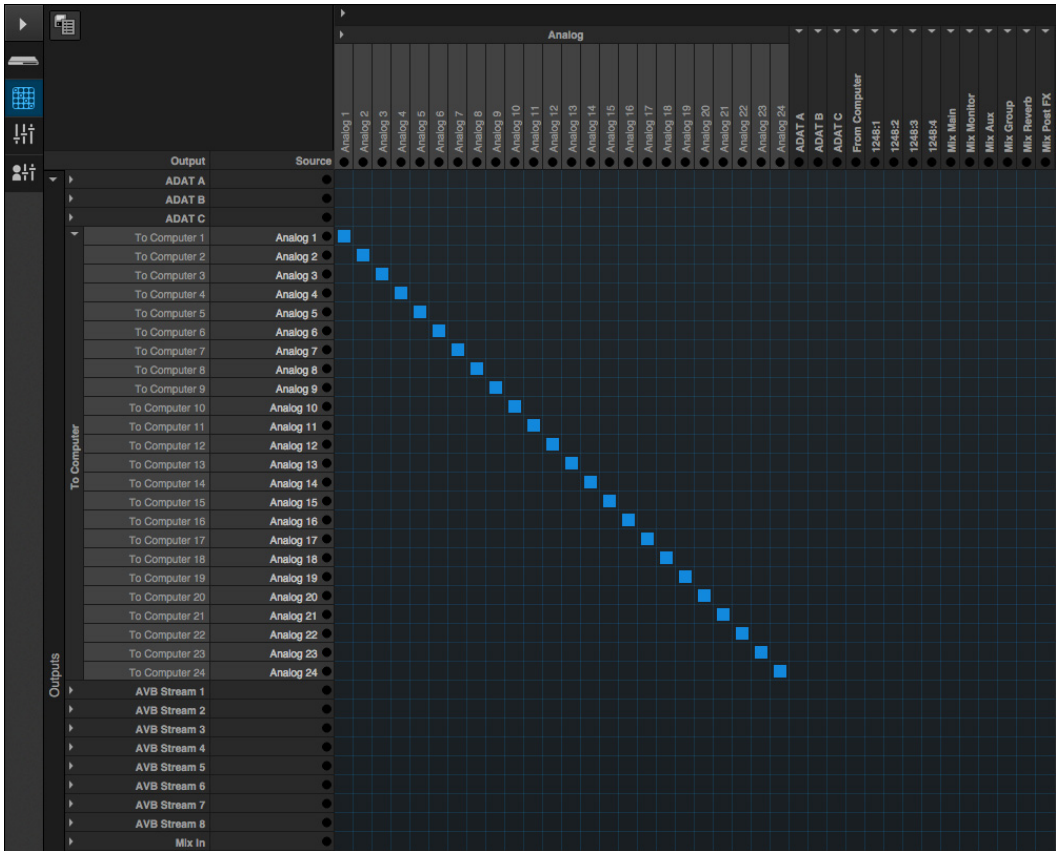 Analog
Analog 1
Analog 2
Analog 3
Analog 4
Analog 5
Analog 6
Analog 7
Analog 8
Analog 9
Analog 10
Analog 11
Analog 12
Analog 13
Analog 14
Analog 15
Analog 16
Analog 17
Analog 18
Analog 19
Analog 20
Analog 21
Analog 22
Analog 23
Analog 24
ADAT A
ADAT B
ADAT C
From Computer
1248:1
1248:2
1248:3
1248:4
Mix Main
Mix Monitor
Mix Aux
Mix Group
Mix Reverb
Mix Post FX
Output Source
ADAT A
ADAT B
ADAT C
To Computer 1 Analog 1
To Computer 2 Analog 2
To Computer 3 Analog 3
To Computer 4 Analog 4
To Computer 5 Analog 5
To Computer 6 Analog 6
To Computer 7 Analog 7
To Computer 8 Analog 8
To Computer 9 Analog 9
To Computer 10 Analog 10
To Computer 11 Analog 11
To Computer 12 Analog 12
To Computer 13 Analog 13
To Computer 14 Analog 14
To Computer 15 Analog 15
To Computer 16 Analog 16
To Computer 17 Analog 17
To Computer 18 Analog 18
To Computer 19 Analog 19
To Computer 20 Analog 20
To Computer 21 Analog 21
To Computer 22 Analog 22
To Computer 23 Analog 23
To Computer 24 Analog 24
To Computer
Outputs
AVB Stream 1
AVB Stream 2
AVB Stream 3
AVB Stream 4
AVB Stream 5
AVB Stream 6
AVB Stream 7
AVB Stream 8
Mix In